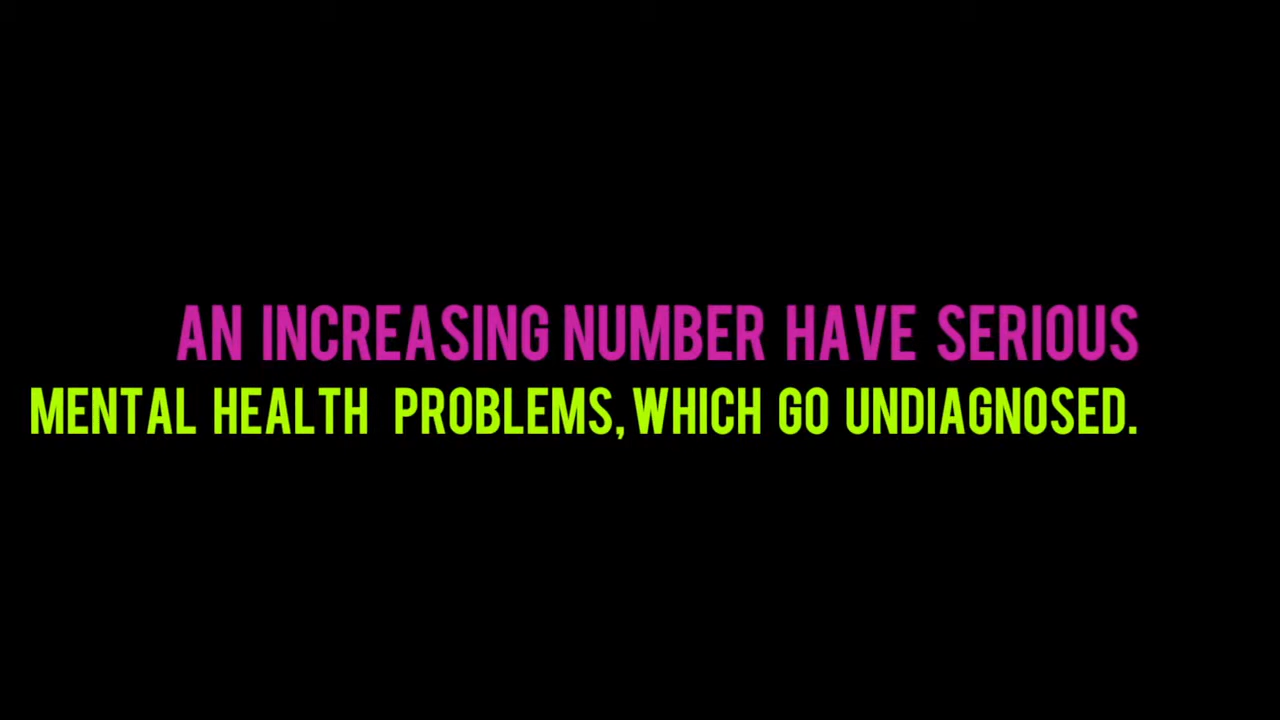 AN INCREASING NUMBER HAVE SERIOUS
MENTAL HEALTH PROBLEMS, WHICH GO UNDIAGNOSED.